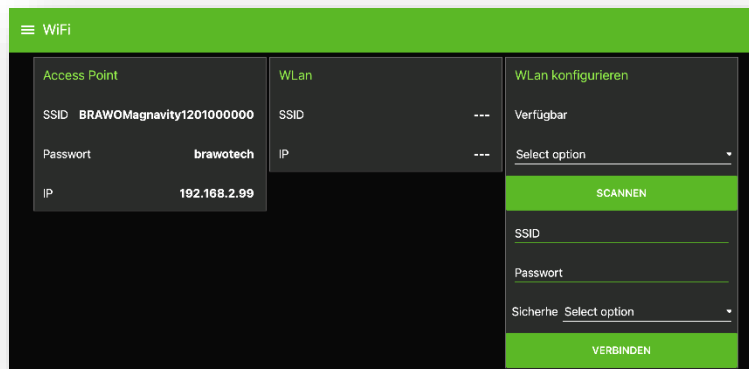 WiFi
Access Point
SSID BRAWOMagnavity1201000000
Passwort brawotech
IP 192.168.2.99
WLan
SSID ---
IP ---
WLan konfigurieren
Verfügbar
Select option
SCANNEN
SSID
Passwort
Sicherhe Select option
VERBINDEN